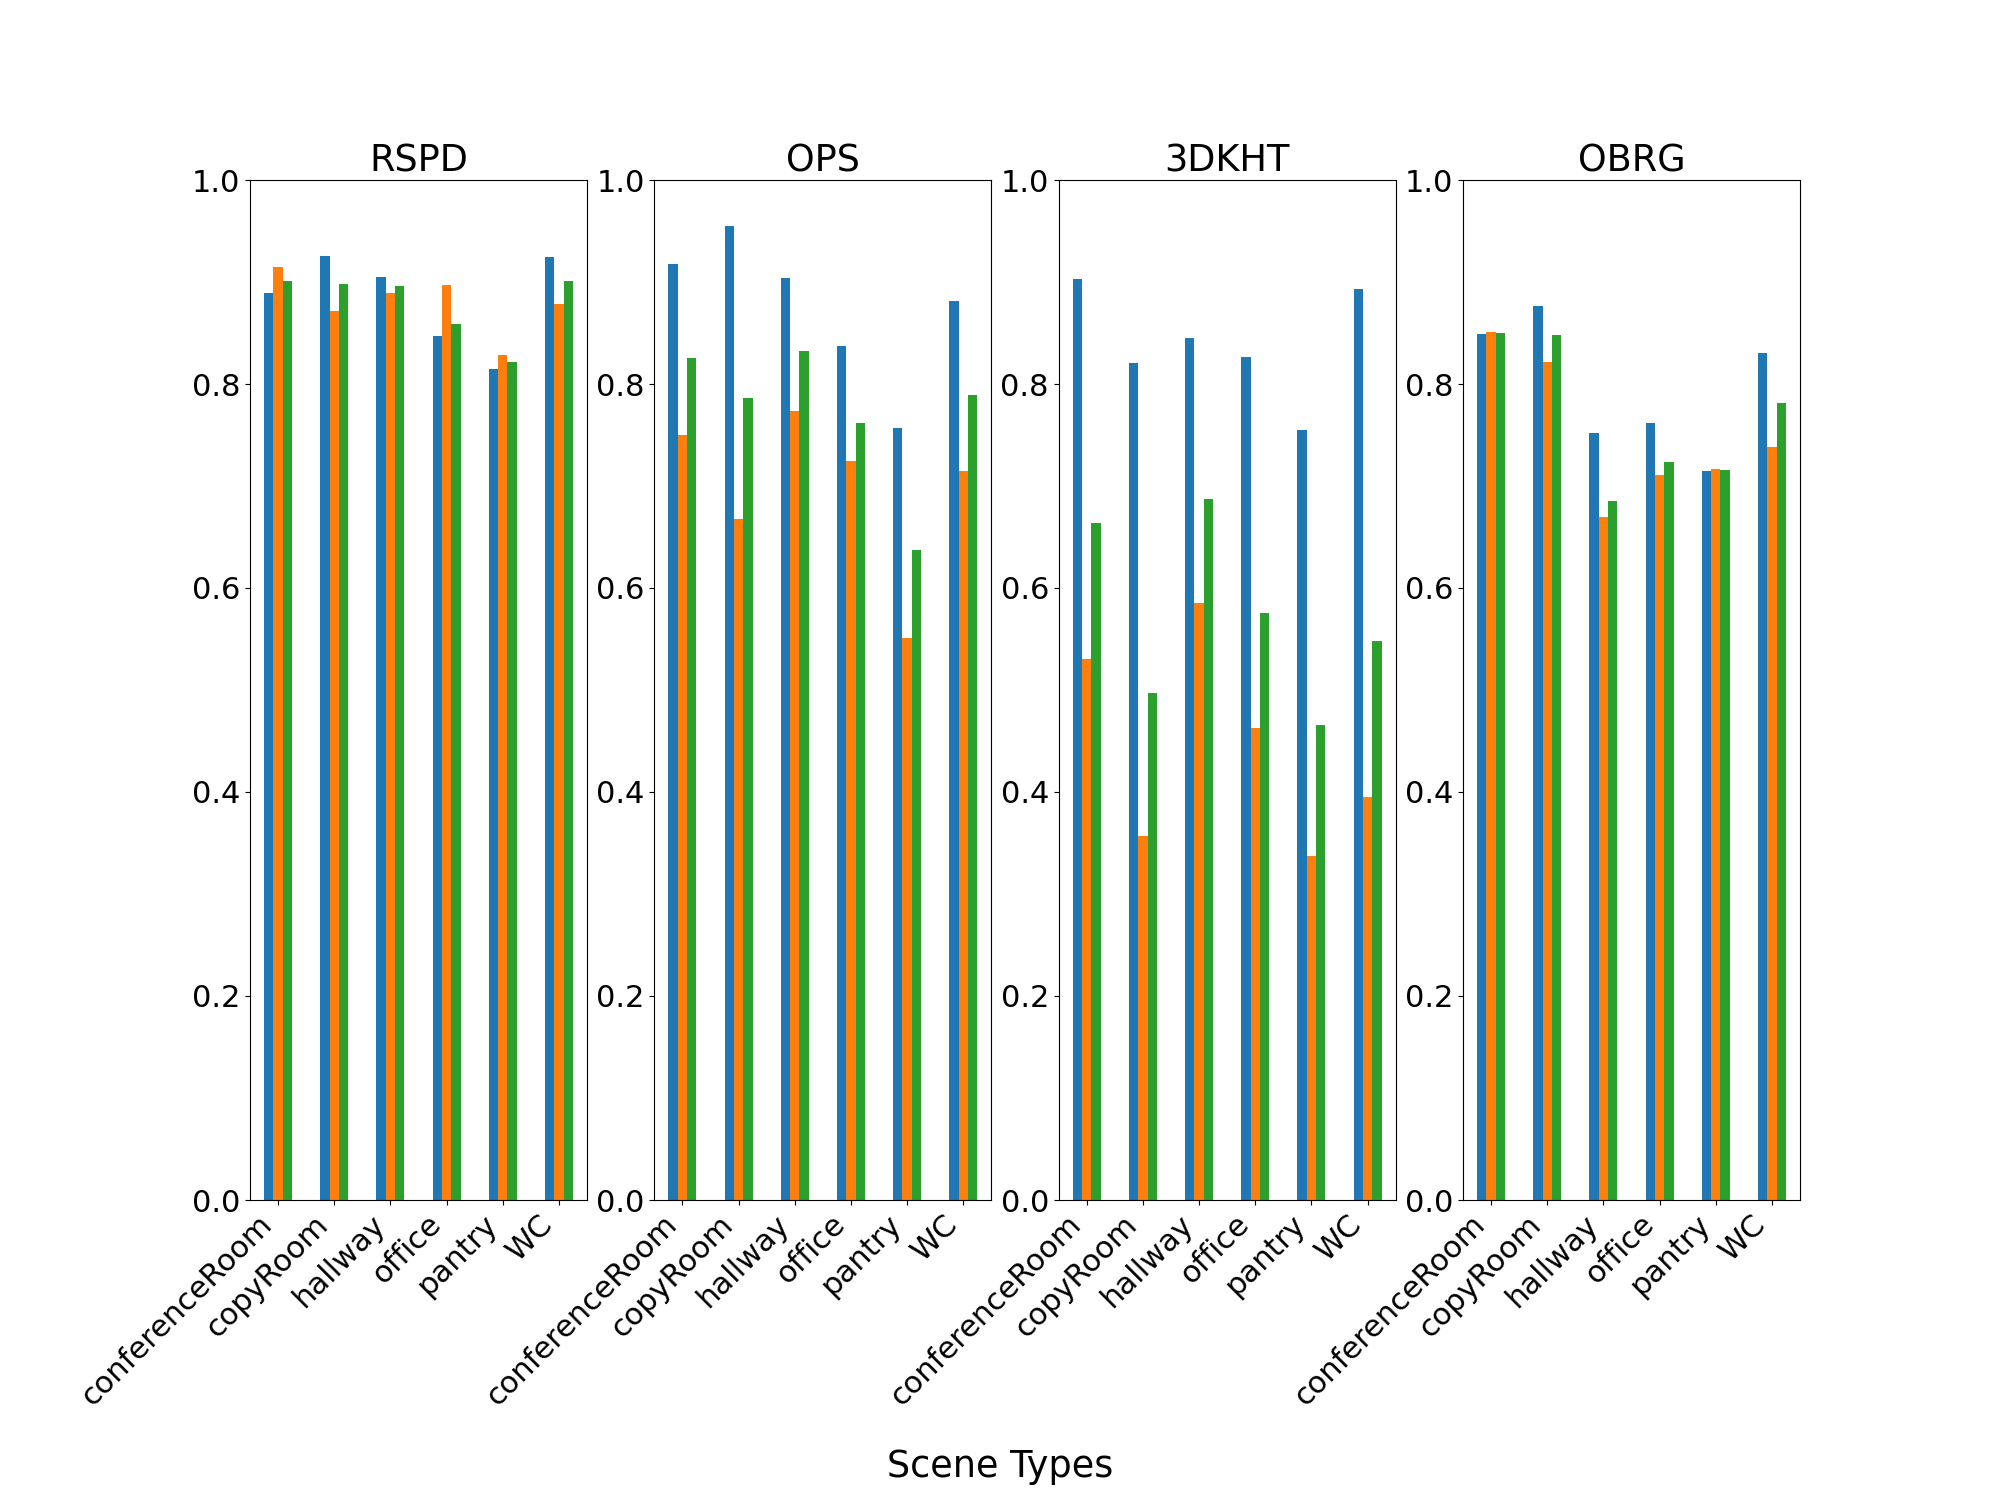 RSPD OPS 3DKHT OBRG
1.0 1.0 1.0 1.0
0.8 0.8 0.8 0.8
0.6 0.6 0.6 0.6
0.4 0.4 0.4 0.4
0.2 0.2 0.2 0.2
0.0 0.0 0.0 0.0
conferenceRoom copyRoom hallway office pantry WC conferenceRoom copyRoom hallway office pantry WC conferenceRoom copyRoom hallway office pantry WC conferenceRoom copyRoom hallway office pantry WC
Scene Types